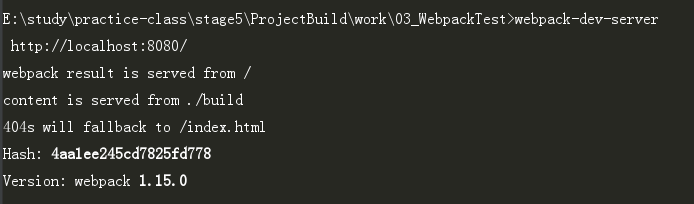 E:\study\practice-class\stage5\ProjectBuild\work\03_WebpackTest>webpack-dev-server
http://localhost:8080/
webpack result is served from /
content is served from ./build
404s will fallback to /index.html
Hash: 4aa1ee245cd7825fd778
Version: webpack 1.15.0